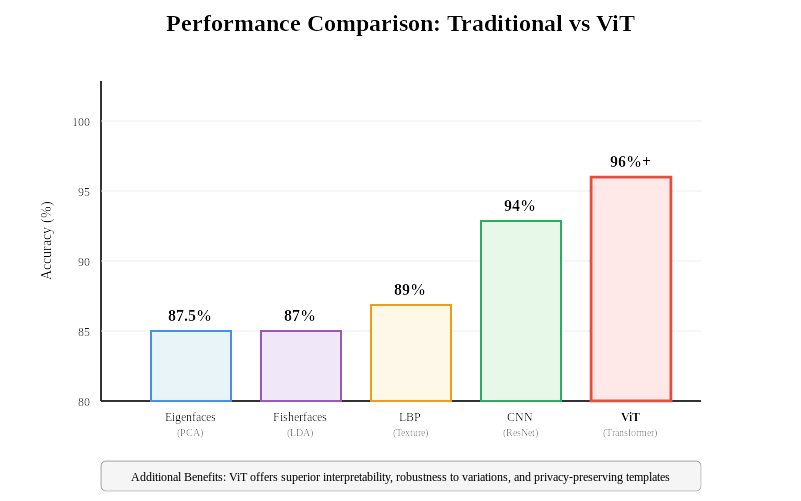 Performance Comparison: Traditional vs ViT
Accuracy (%)
100
95
90
85
80
87.5%
87%
89%
94%
96%+
Eigenfaces
(PCA)
Fisherfaces
(LDA)
LBP
(Texture)
CNN
(ResNet)
ViT
(Transformer)
Additional Benefits: ViT offers superior interpretability, robustness to variations, and privacy-preserving templates